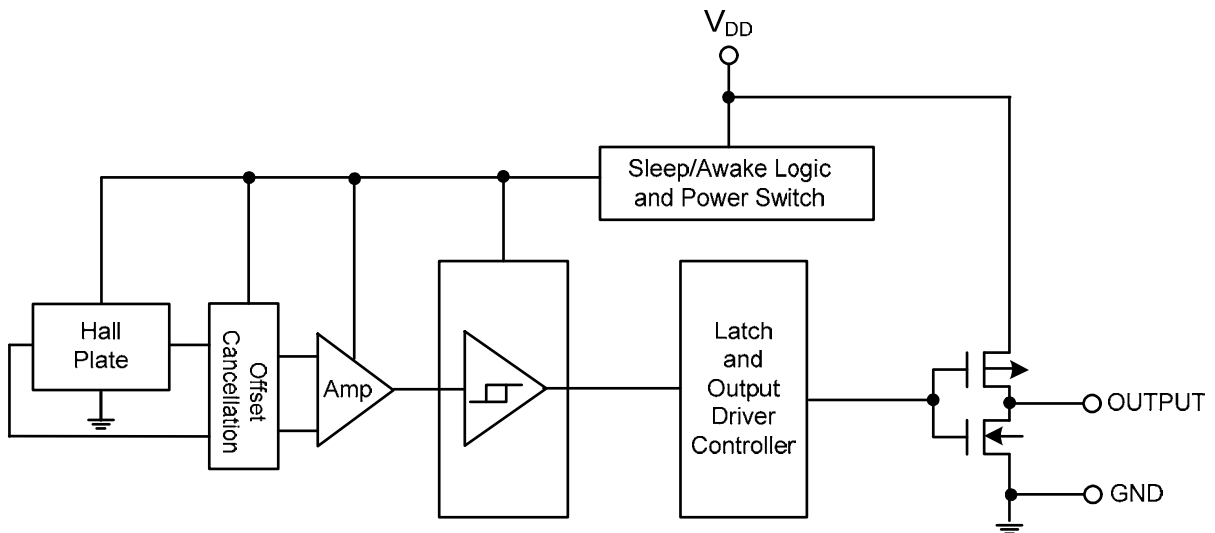 VDD
Sleep/Awake Logic
and Power Switch
Hall
Plate
Offset
Cancellation
Amp
Latch
and
Output
Driver
Controller
OUTPUT
GND